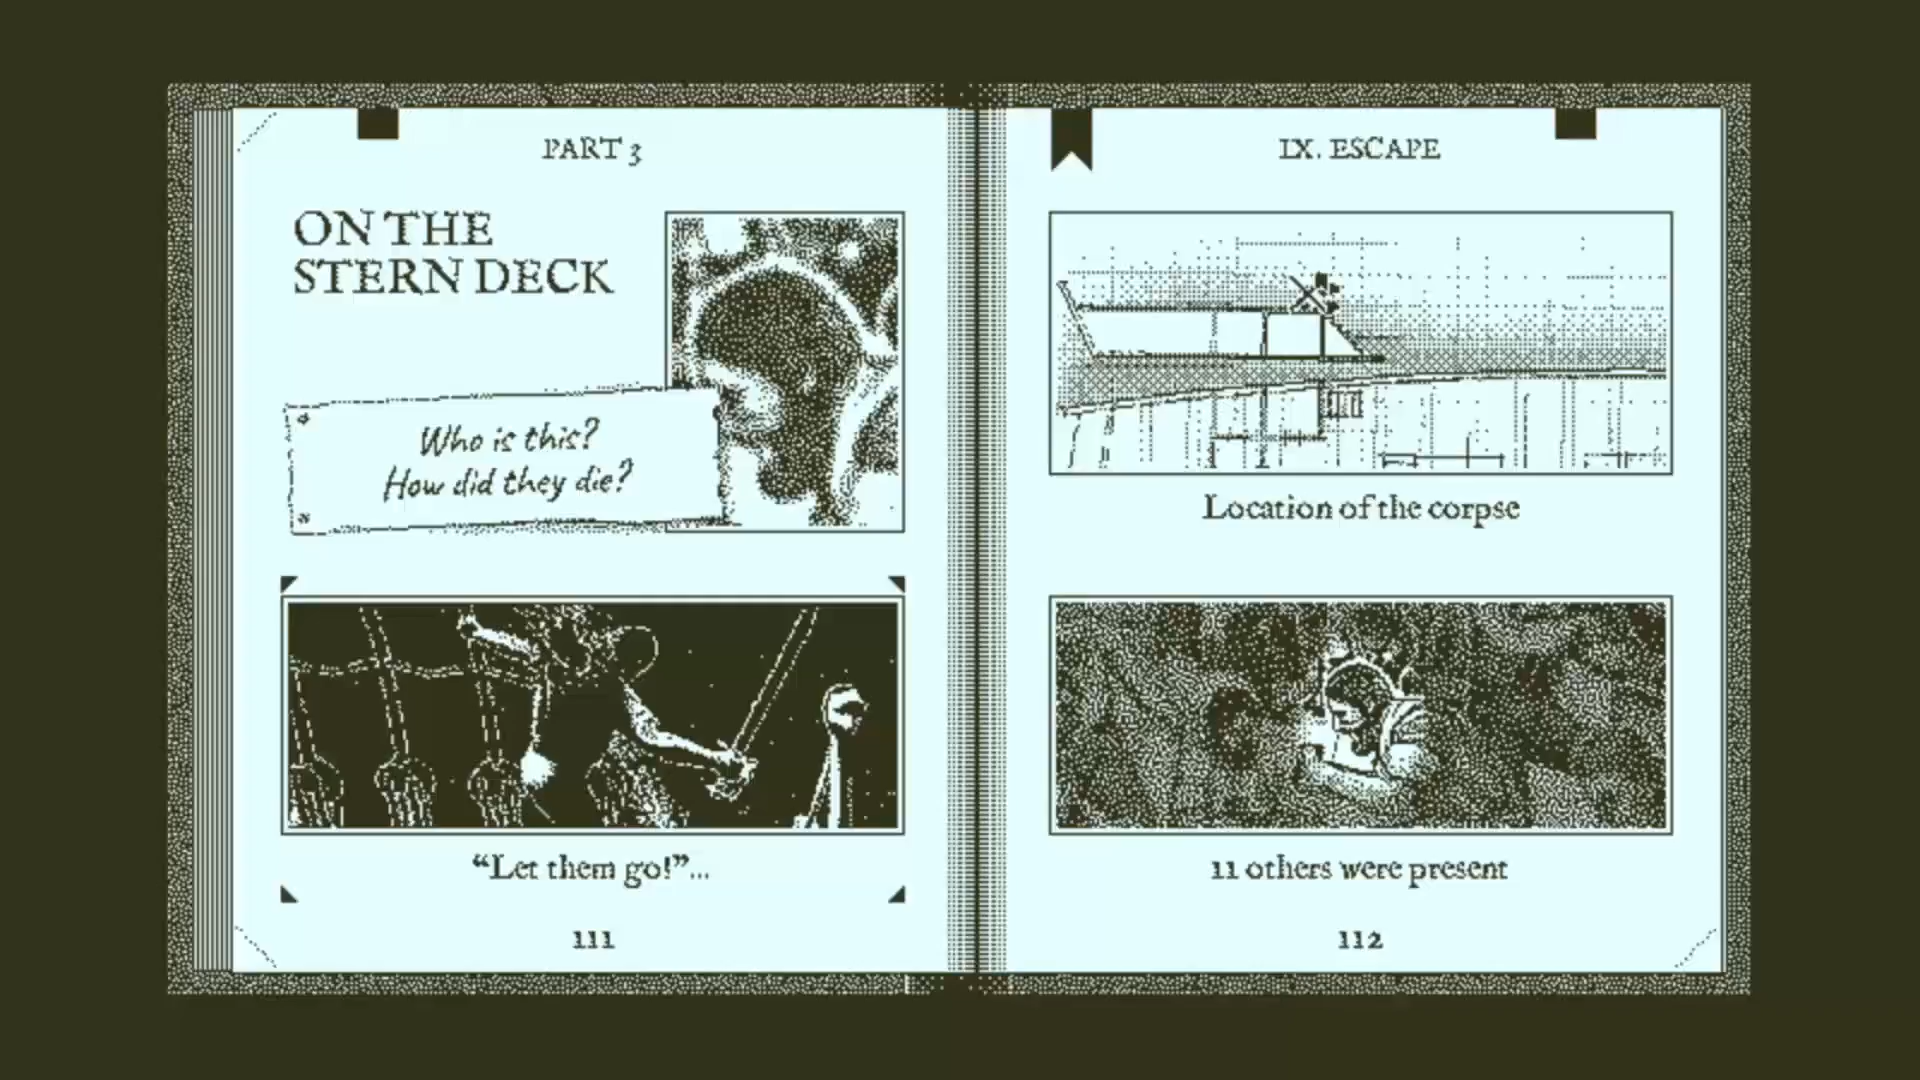 PART 3
ON THE
STERN DECK
Who is this?
How did they die?
“Let them go!”...
111
IX. ESCAPE
Location of the corpse
11 others were present
112